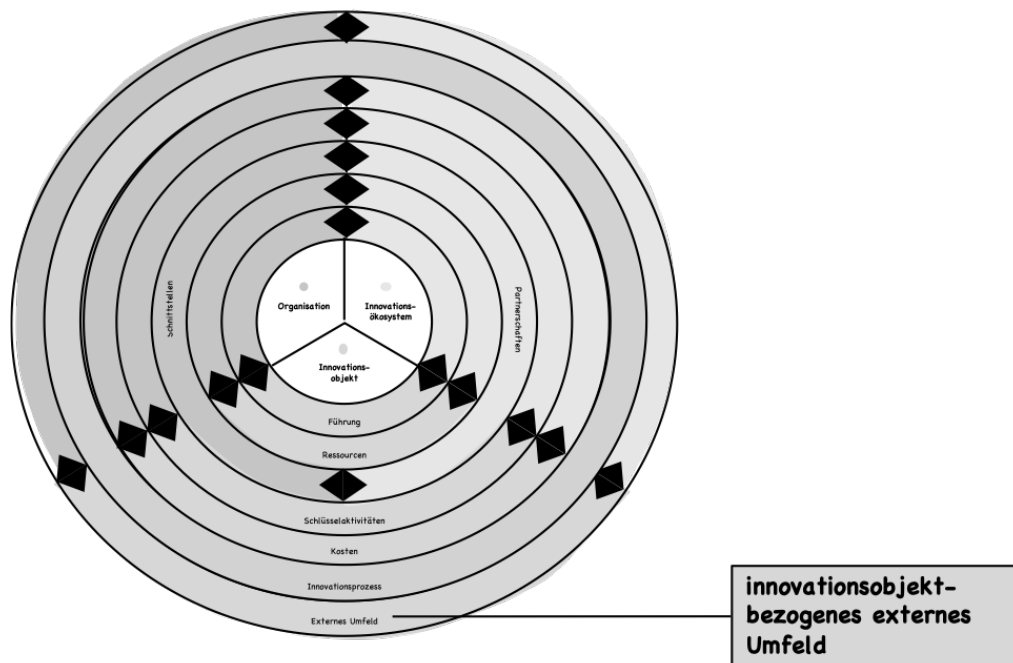 Organisation
Innovations-
ökosystem
Innovations-
objekt
Schnittstellen
Partnerschaften
Führung
Ressourcen
Schlüsselaktivitäten
Kosten
Innovationsprozess
Externes Umfeld
innovationsobjekt-
bezogenes externes
Umfeld